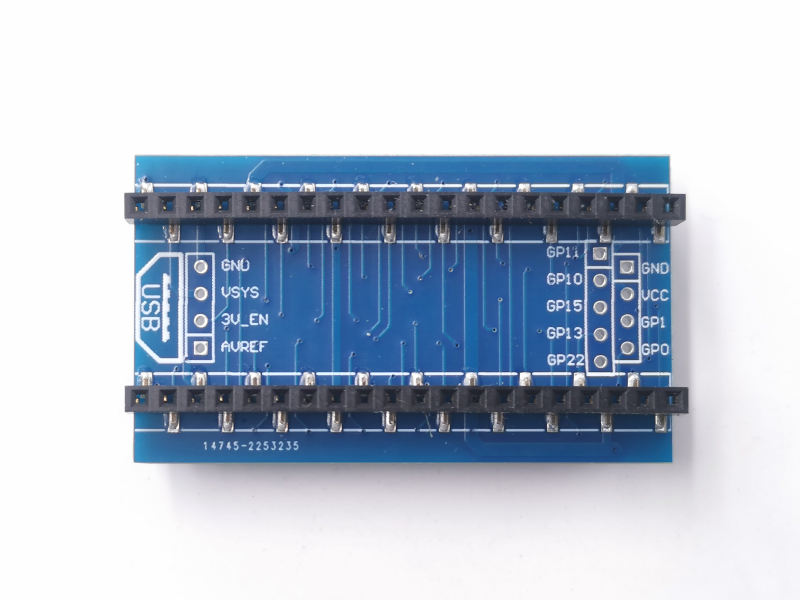 USB
GND
VSYS
3V_EN
AVREF
GP11
GP10
GP15
GP13
GP22
GND
VCC
GP1
GP0
14745-2253235